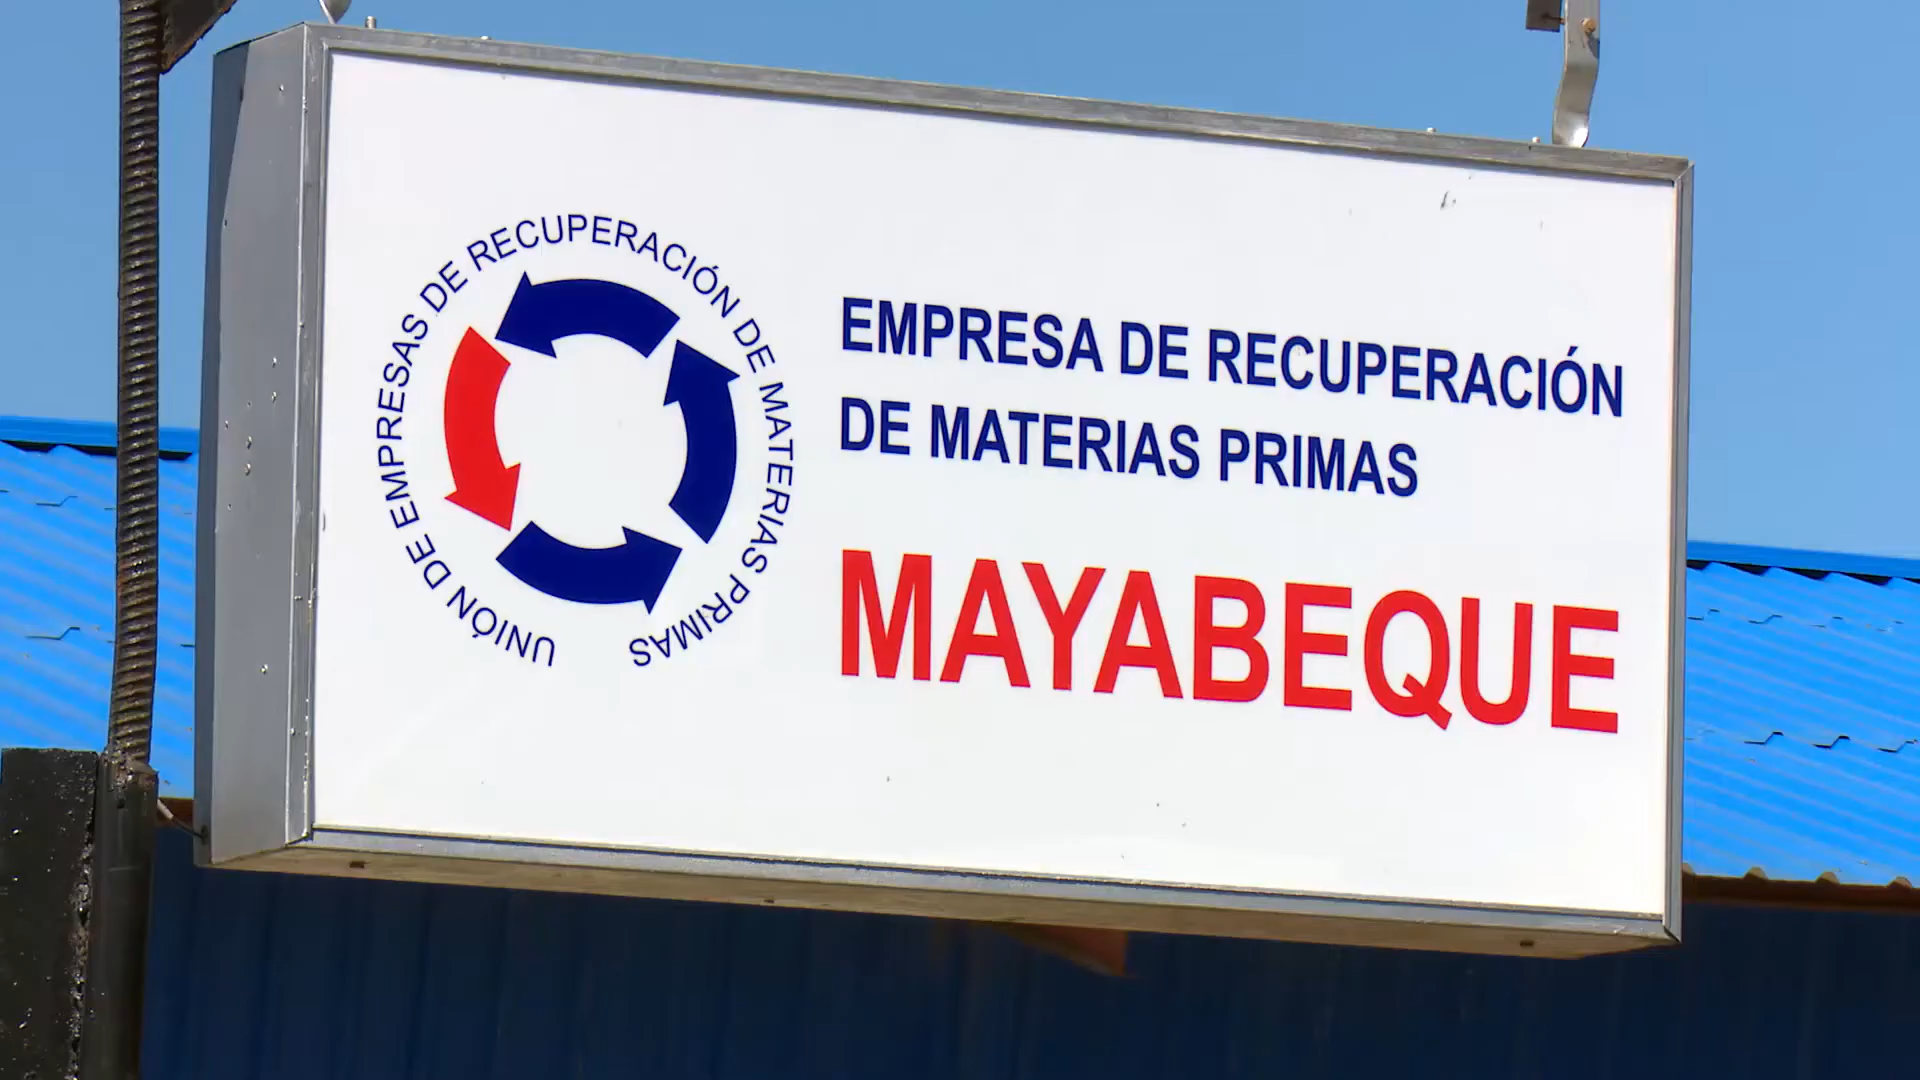 UNIÓN DE EMPRESAS DE RECUPERACIÓN DE MATERIAS PRIMAS
EMPRESA DE RECUPERACIÓN
DE MATERIAS PRIMAS
MAYABEQUE